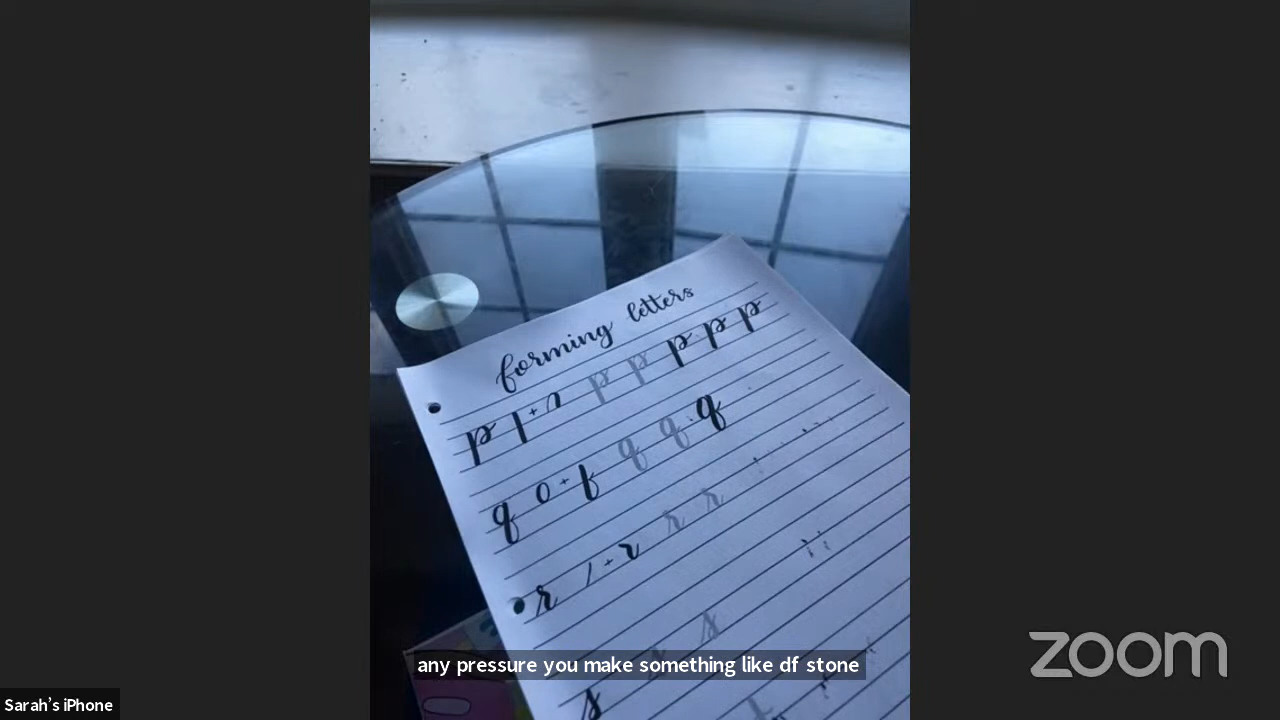 forming letters
p l + n p p p p p
q o + f q q q
r / + r r r
s s
any pressure you make something like df stone
Sarah's iPhone
zoom